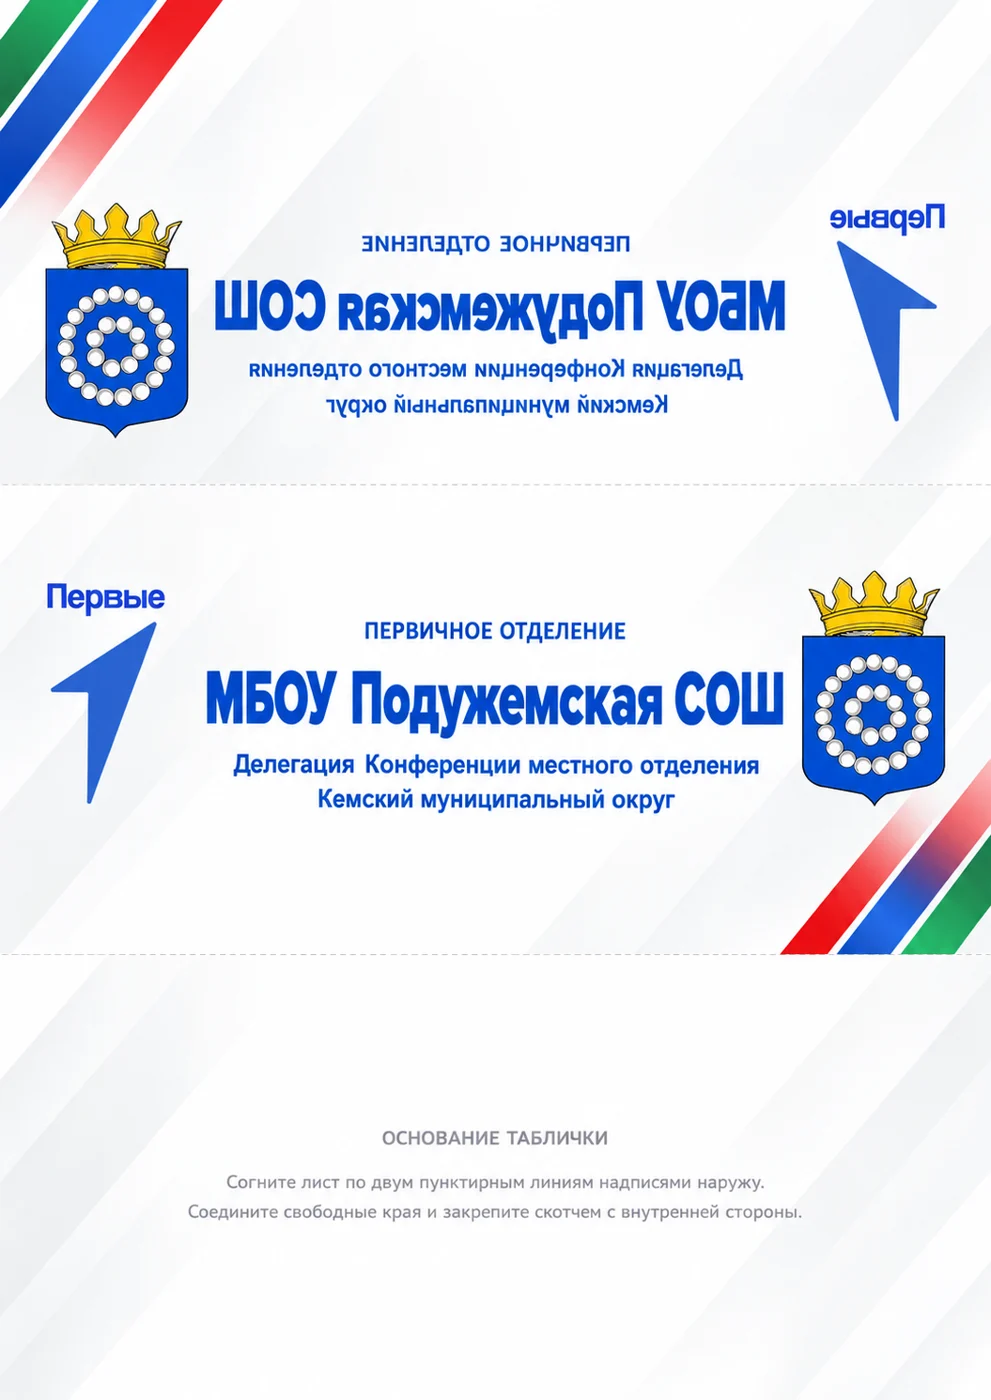 Первые
ПЕРВИЧНОЕ ОТДЕЛЕНИЕ
МБОУ Подужемская СОШ
Делегация Конференции местного отделения
Кемский муниципальный округ
Первые
ПЕРВИЧНОЕ ОТДЕЛЕНИЕ
МБОУ Подужемская СОШ
Делегация Конференции местного отделения
Кемский муниципальный округ
ОСНОВАНИЕ ТАБЛИЧКИ
Согните лист по двум пунктирным линиям надписями наружу.
Соедините свободные края и закрепите скотчем с внутренней стороны.